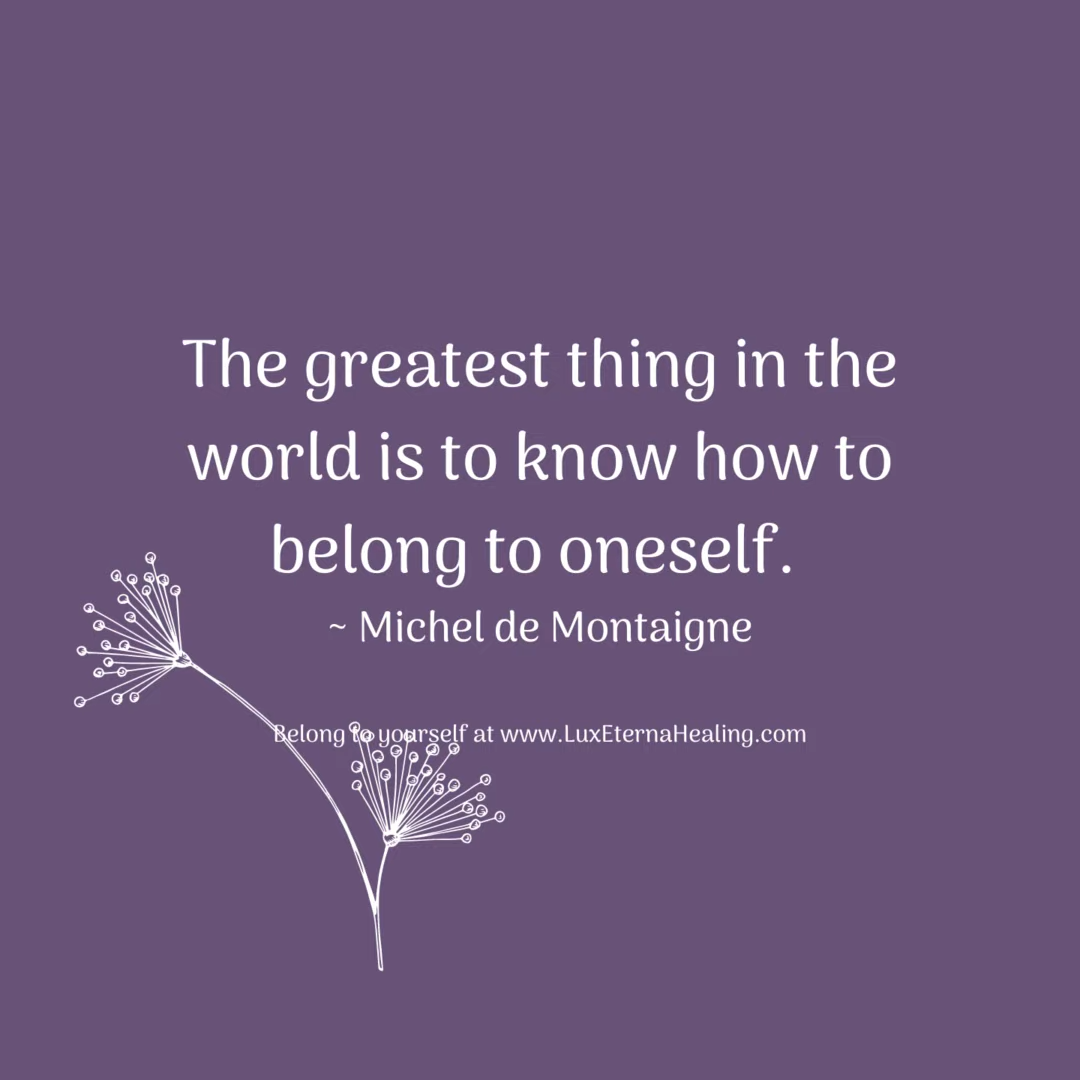 The greatest thing in the
world is to know how to
belong to oneself.
~ Michel de Montaigne
Belong to yourself at www.LuxEternaHealing.com